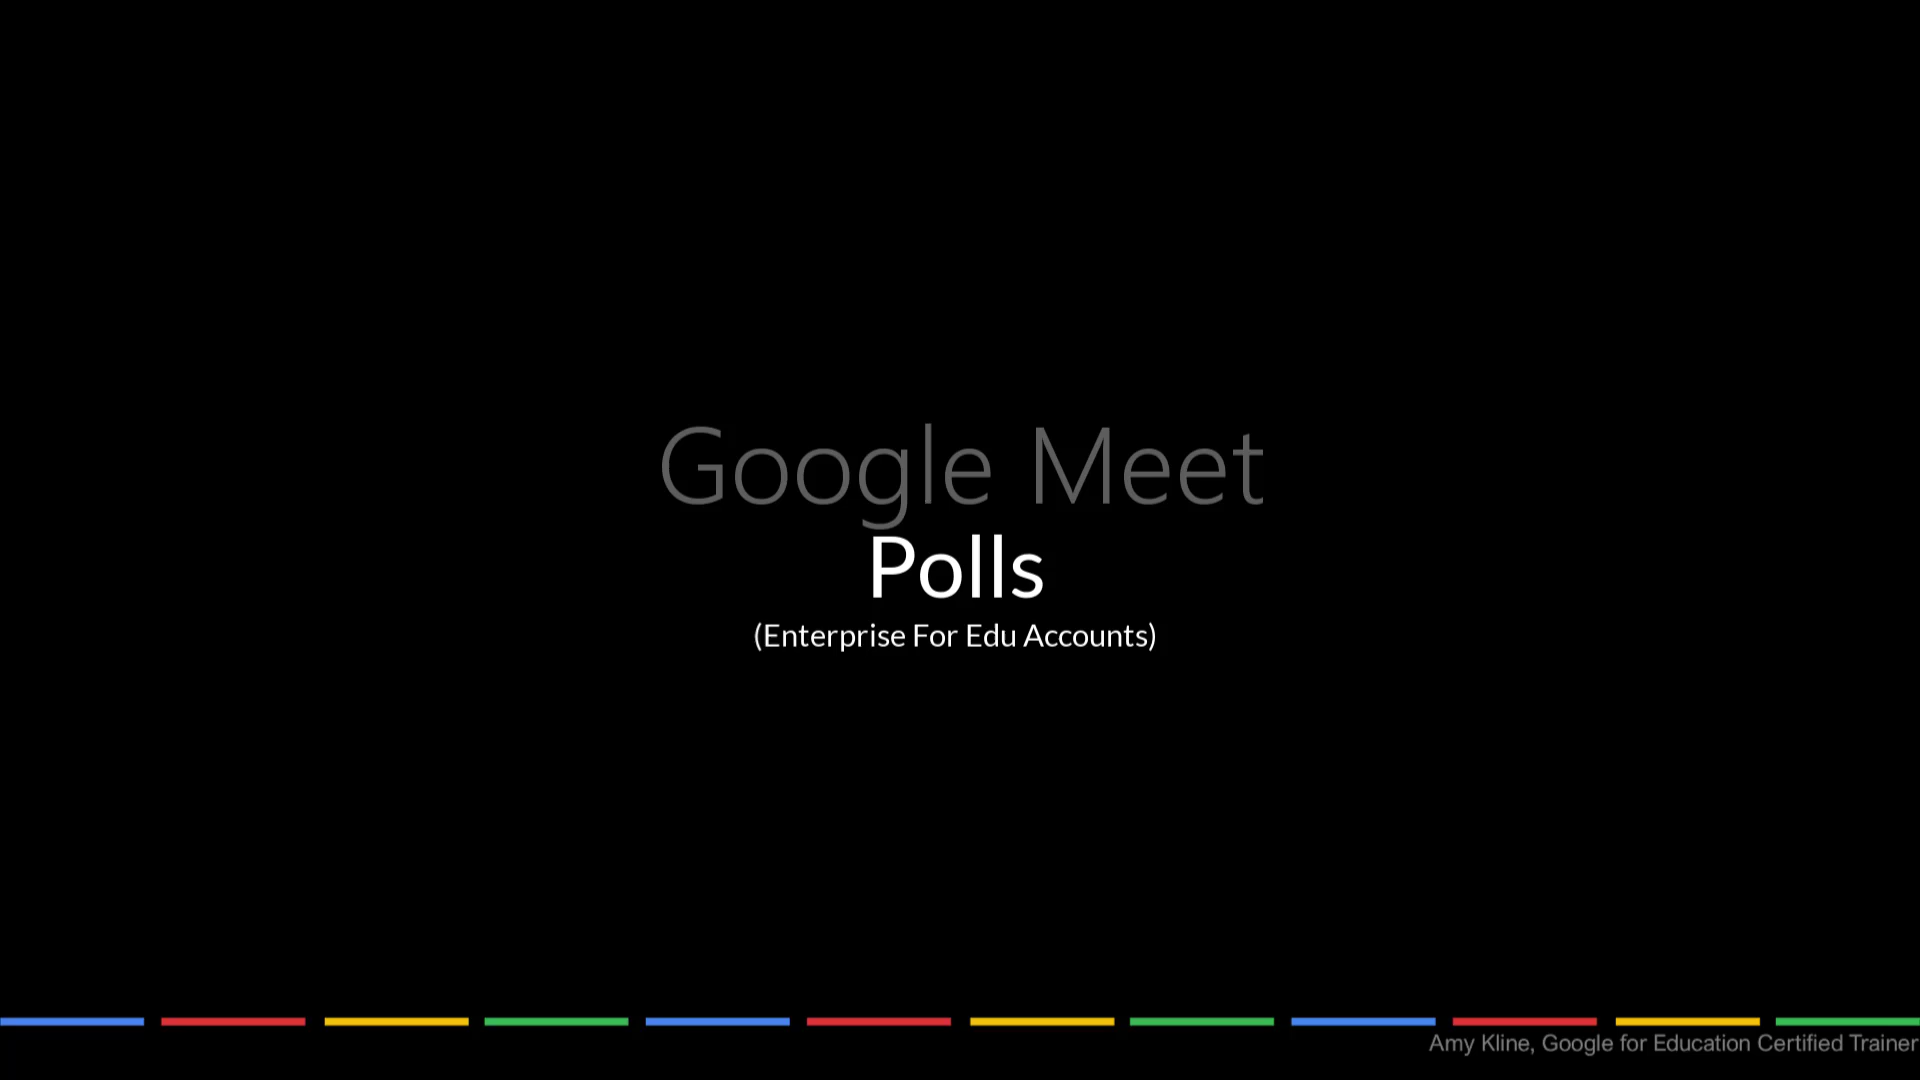 Google Meet
Polls
(Enterprise For Edu Accounts)
Amy Kline, Google for Education Certified Trainer